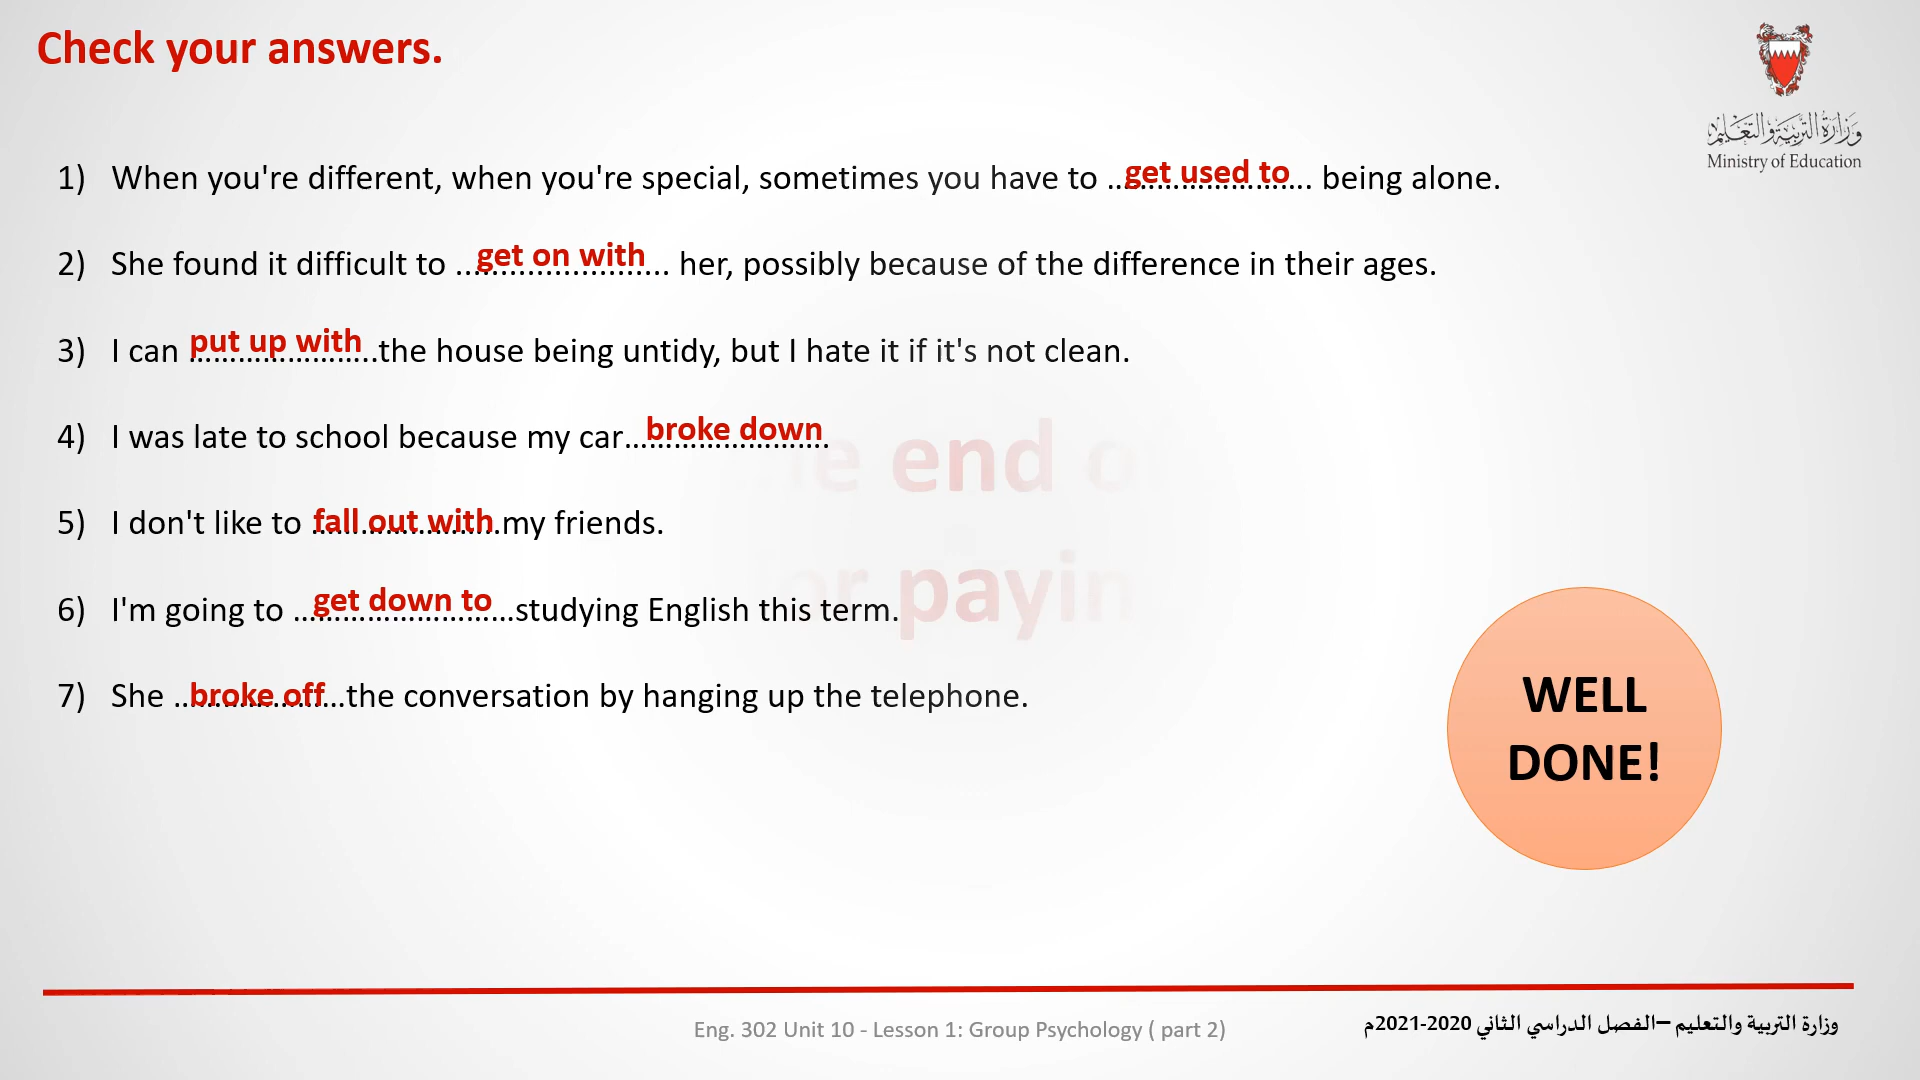 Check your answers.
وزارة التربية والتعليم
Ministry of Education
1) When you're different, when you're special, sometimes you have to ...get used to... being alone.
2) She found it difficult to ...get on with... her, possibly because of the difference in their ages.
3) I can ...put up with...the house being untidy, but I hate it if it's not clean.
4) I was late to school because my car...broke down...
5) I don't like to ...fall out with...my friends.
6) I'm going to ...get down to...studying English this term.
7) She ...broke off...the conversation by hanging up the telephone.
end
paying
WELL
DONE!
Eng. 302 Unit 10 - Lesson 1: Group Psychology ( part 2)
وزارة التربية والتعليم –الفصل الدراسي الثاني 2020-2021م